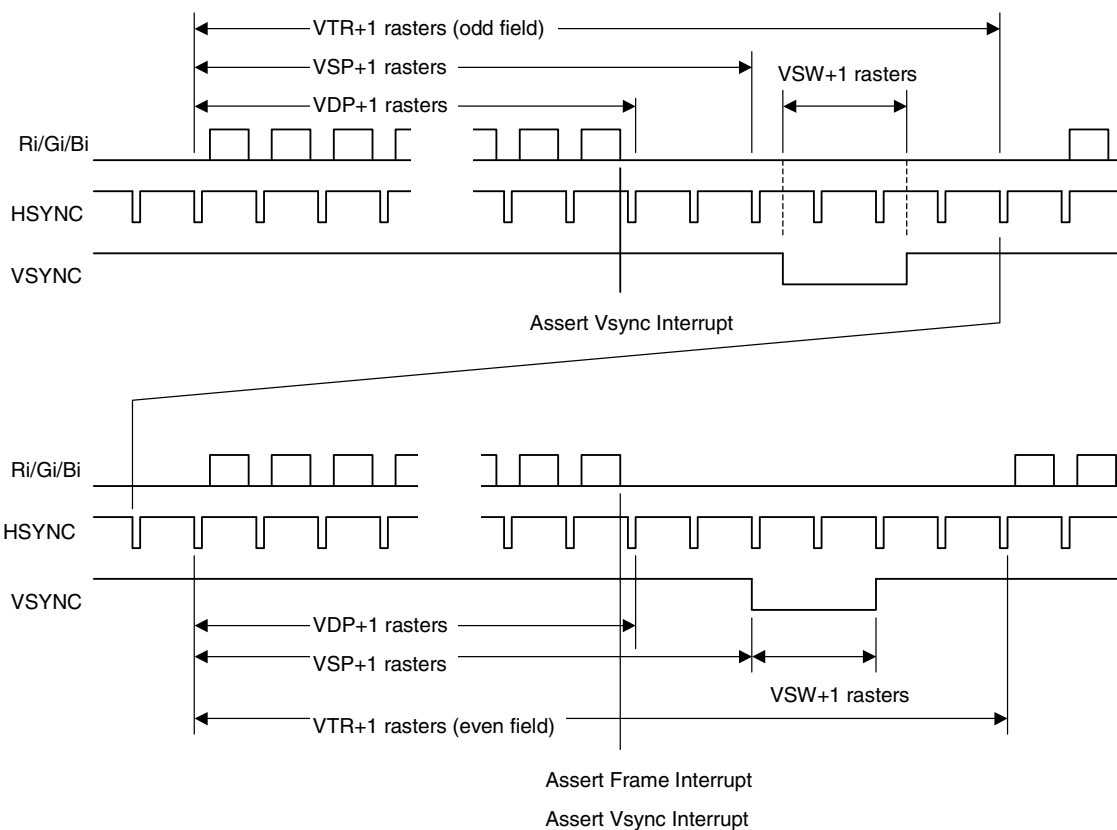 VTR+1 rasters (odd field)
VSP+1 rasters
VSW+1 rasters
VDP+1 rasters
Ri/Gi/Bi
HSYNC
VSYNC
Assert Vsync Interrupt
Ri/Gi/Bi
HSYNC
VSYNC
VDP+1 rasters
VSP+1 rasters
VSW+1 rasters
VTR+1 rasters (even field)
Assert Frame Interrupt
Assert Vsync Interrupt